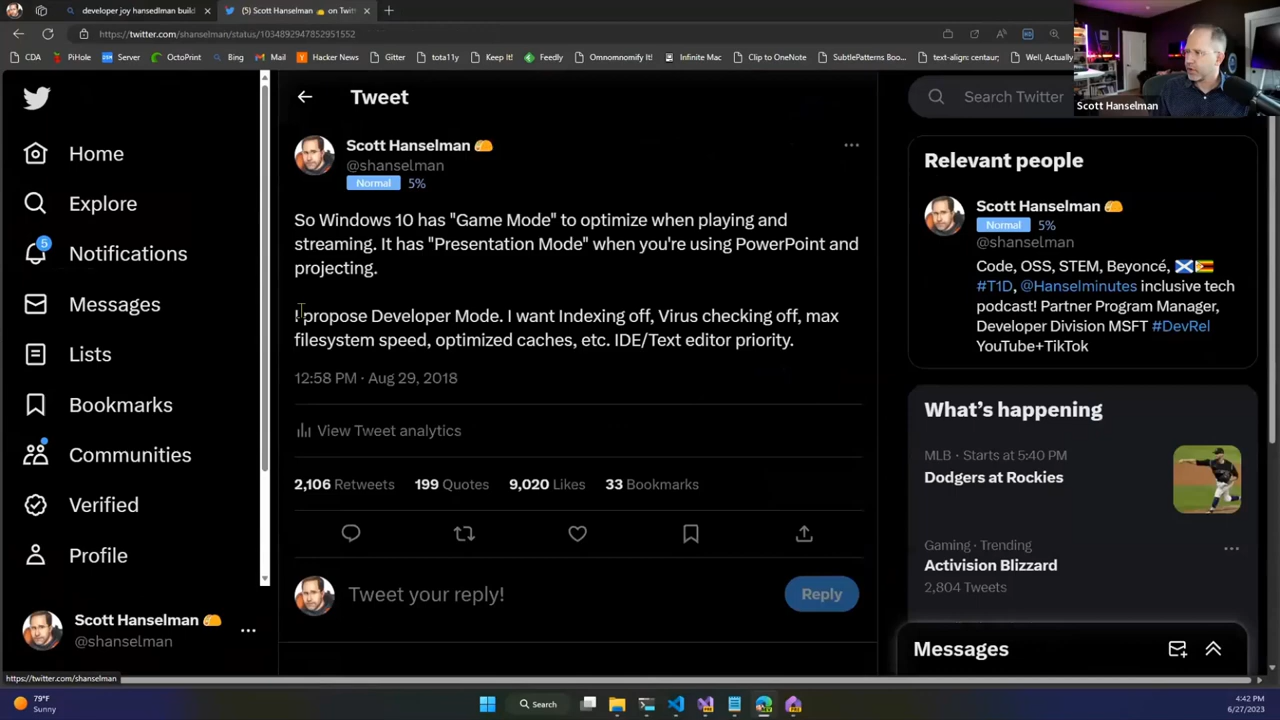 developer joy hansedlman build
(5) Scott Hanselman 🌮 on Twitt
https://twitter.com/shanselman/status/1034892947852951552
CDA
PiHole
Server
OctoPrint
Bing
Mail
Hacker News
Gitter
tota11y
Keep It!
Feedly
Omnomnomify It!
Infinite Mac
Clip to OneNote
SubtlePatterns Boo...
text-align: centaur;
Well, Actually
Scott Hanselman
Home
Explore
5
Notifications
Messages
Lists
Bookmarks
Communities
Verified
Profile
Scott Hanselman 🌮
@shanselman
https://twitter.com/shanselman
Tweet
Scott Hanselman 🌮
@shanselman
Normal 5%
So Windows 10 has "Game Mode" to optimize when playing and
streaming. It has "Presentation Mode" when you're using PowerPoint and
projecting.
I propose Developer Mode. I want Indexing off, Virus checking off, max
filesystem speed, optimized caches, etc. IDE/Text editor priority.
12:58 PM · Aug 29, 2018
View Tweet analytics
2,106 Retweets 199 Quotes 9,020 Likes 33 Bookmarks
Tweet your reply!
Reply
Search Twitter
Relevant people
Scott Hanselman 🌮
Normal 5%
@shanselman
Code, OSS, STEM, Beyoncé, 🏴󠁧󠁢󠁳󠁣󠁴󠁿🇿🇼
#T1D, @Hanselminutes inclusive tech
podcast! Partner Program Manager,
Developer Division MSFT #DevRel
YouTube+TikTok
What's happening
MLB · Starts at 5:40 PM
Dodgers at Rockies
Gaming · Trending
Activision Blizzard
2,804 Tweets
Messages
79°F
Sunny
Search
4:42 PM
6/27/2023